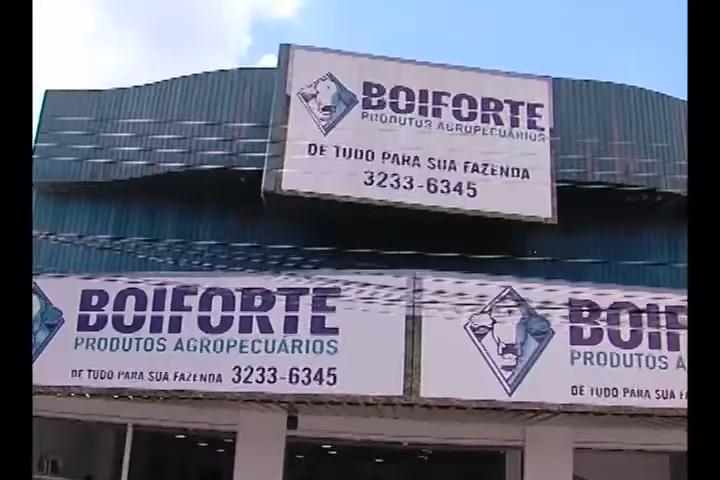 BOIFORTE
PRODUTOS AGROPECUÁRIOS
DE TUDO PARA SUA FAZENDA
3233-6345
BOIFORTE
PRODUTOS AGROPECUÁRIOS
DE TUDO PARA SUA FAZENDA 3233-6345
BOIF
PRODUTOS A
DE TUDO PARA SUA F